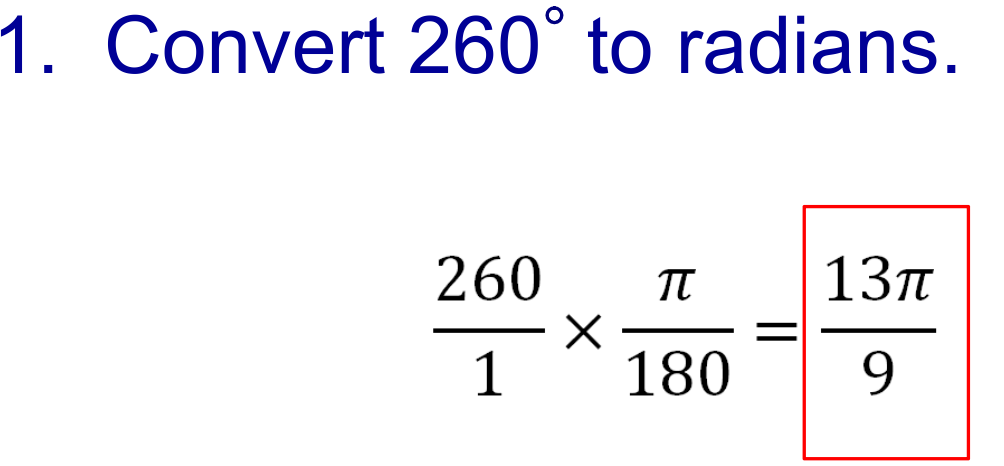 1. Convert 260° to radians.
260/1 × π/180 = 13π/9